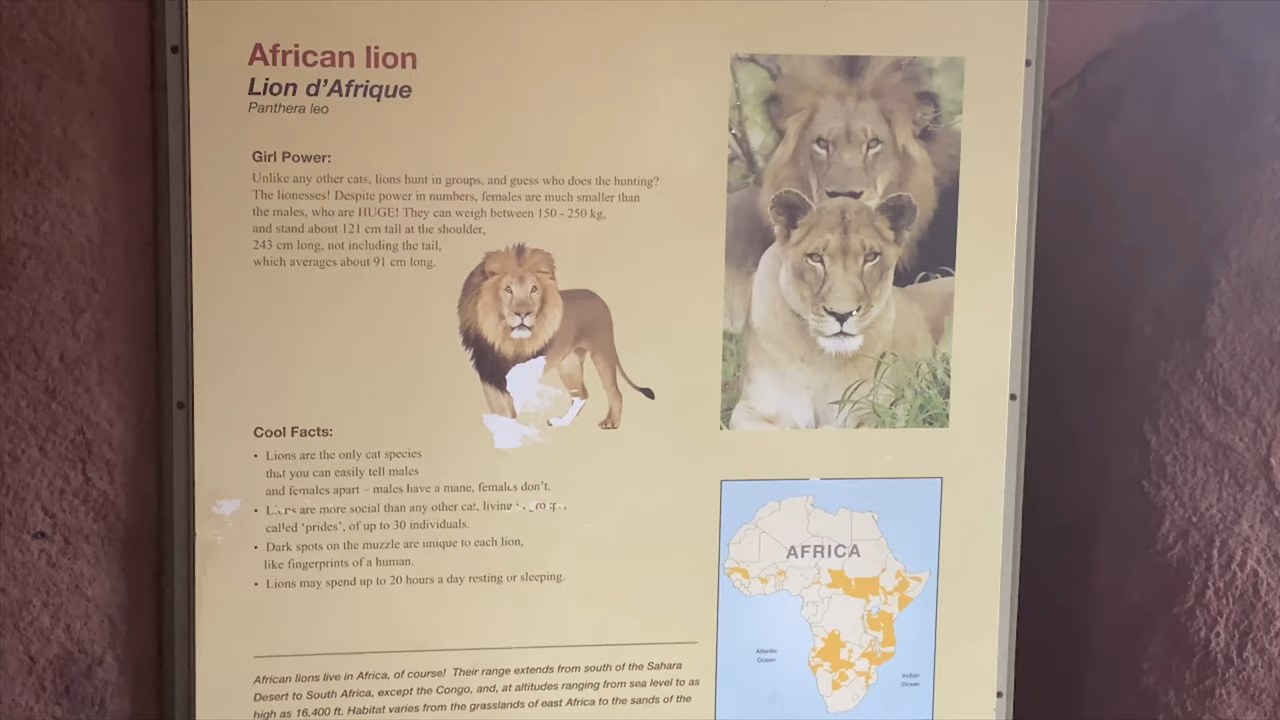 African lion
Lion d'Afrique
Panthera leo
Girl Power:
Unlike any other cats, lions hunt in groups, and guess who does the hunting?
The lionesses! Despite power in numbers, females are much smaller than
the males, who are HUGE! They can weigh between 150 - 250 kg,
and stand about 121 cm tall at the shoulder,
243 cm long, not including the tail,
which averages about 91 cm long.
Cool Facts:
• Lions are the only cat species
that you can easily tell males
and females apart – males have a mane, females don't.
• are more social than any other cat, living
called 'prides', of up to 30 individuals.
• Dark spots on the muzzle are unique to each lion,
like fingerprints of a human.
• Lions may spend up to 20 hours a day resting or sleeping.
African lions live in Africa, of course! Their range extends from south of the Sahara
Desert to South Africa, except the Congo, and, at altitudes ranging from sea level to as
high as 16,400 ft. Habitat varies from the grasslands of east Africa to the sands of the
AFRICA
Atlantic
Ocean
Indian
Ocean